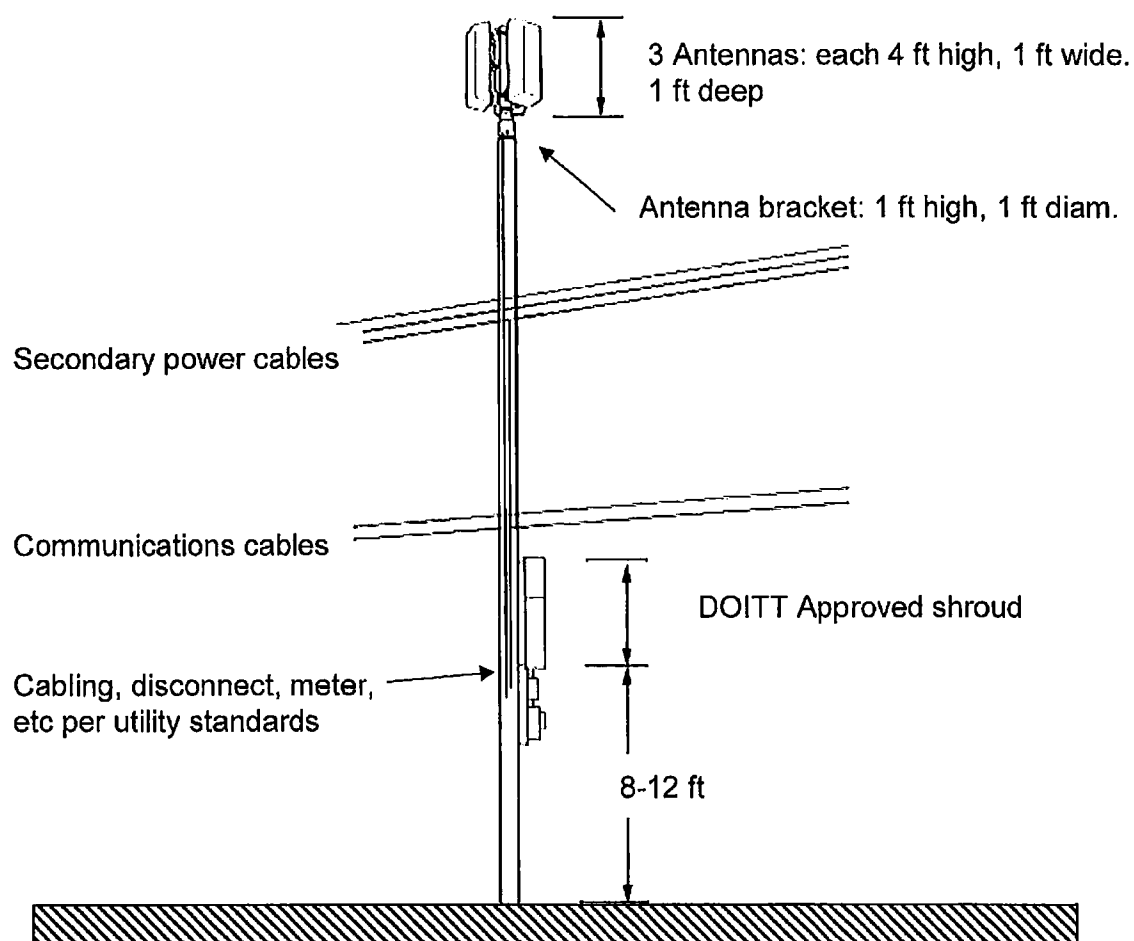 3 Antennas: each 4 ft high, 1 ft wide.
1 ft deep
Antenna bracket: 1 ft high, 1 ft diam.
Secondary power cables
Communications cables
DOITT Approved shroud
Cabling, disconnect, meter,
etc per utility standards
8-12 ft